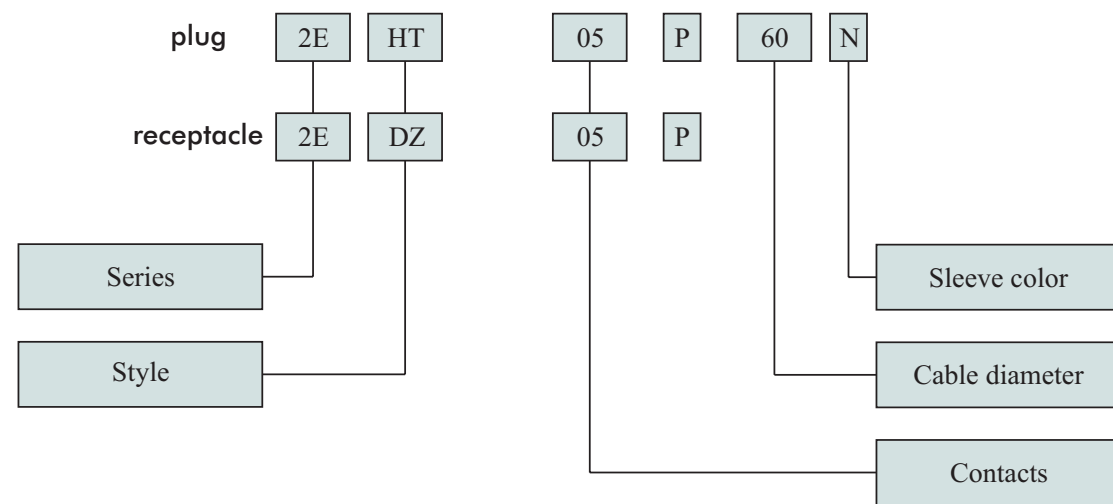 plug 2E HT 05 P 60 N
receptacle 2E DZ 05 P
Series Sleeve color
Style Cable diameter
Contacts